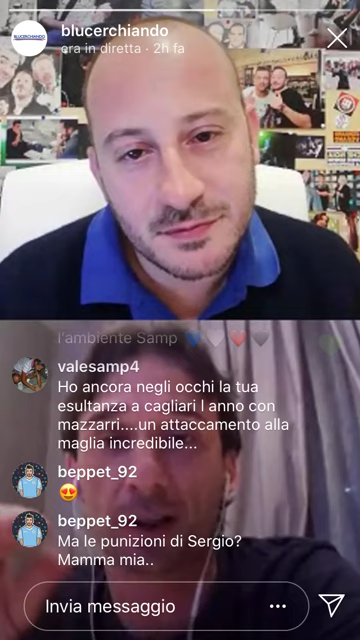 BLUCERCHIANDO
blucerchiando
era in diretta · 2h fa
l'ambiente Samp 💙🤍❤️🖤
valesamp4
Ho ancora negli occhi la tua
esultanza a cagliari l anno con
mazzarri....un attaccamento alla
maglia incredibile...
beppet_92
😍
beppet_92
Ma le punizioni di Sergio?
Mamma mia..
Invia messaggio